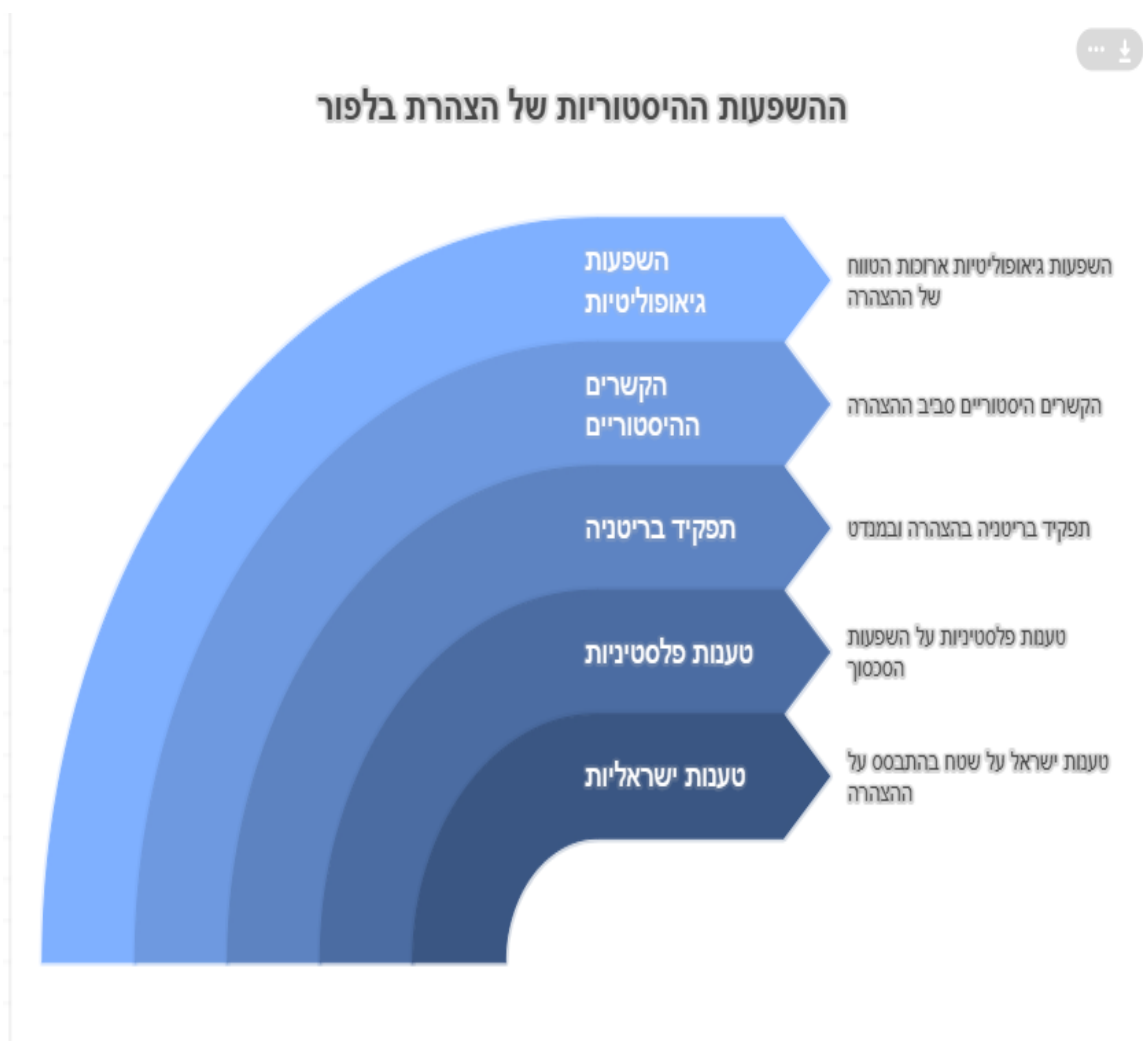 ההשפעות ההיסטוריות של הצהרת בלפור
השפעות
גיאופוליטיות
השפעות גיאופוליטיות ארוכות הטווח
של ההצהרה
הקשרים
ההיסטוריים
הקשרים היסטוריים סביב ההצהרה
תפקיד בריטניה
תפקיד בריטניה בהצהרה ובמנדט
טענות פלסטיניות
טענות פלסטיניות על השפעות
הסכסוך
טענות ישראליות
טענות ישראל על שטח בהתבסס על
ההצהרה